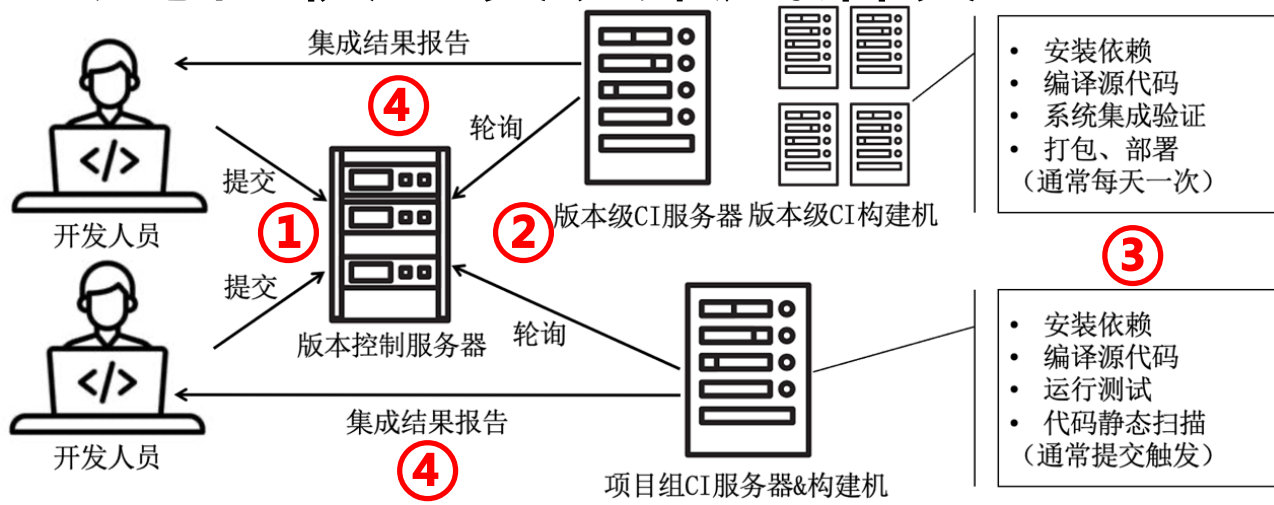 集成结果报告
④
轮询
</>
提交
①
②
开发人员
版本级CI服务器
版本级CI构建机
• 安装依赖
• 编译源代码
• 系统集成验证
• 打包、部署
（通常每天一次）
③
提交
版本控制服务器
轮询
</>
开发人员
集成结果报告
④
项目组CI服务器&构建机
• 安装依赖
• 编译源代码
• 运行测试
• 代码静态扫描
（通常提交触发）